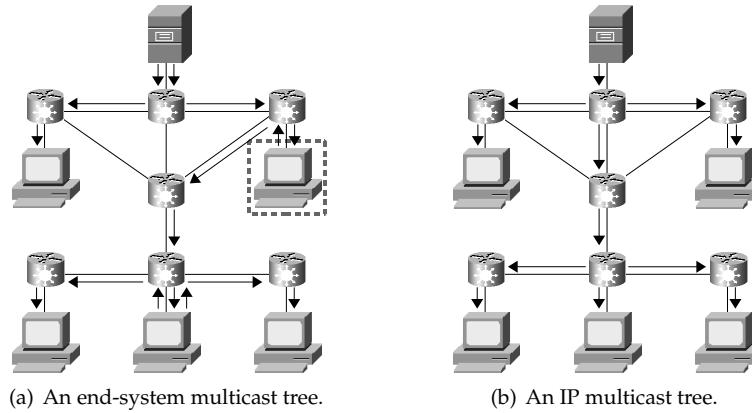 (a) An end-system multicast tree.
(b) An IP multicast tree.